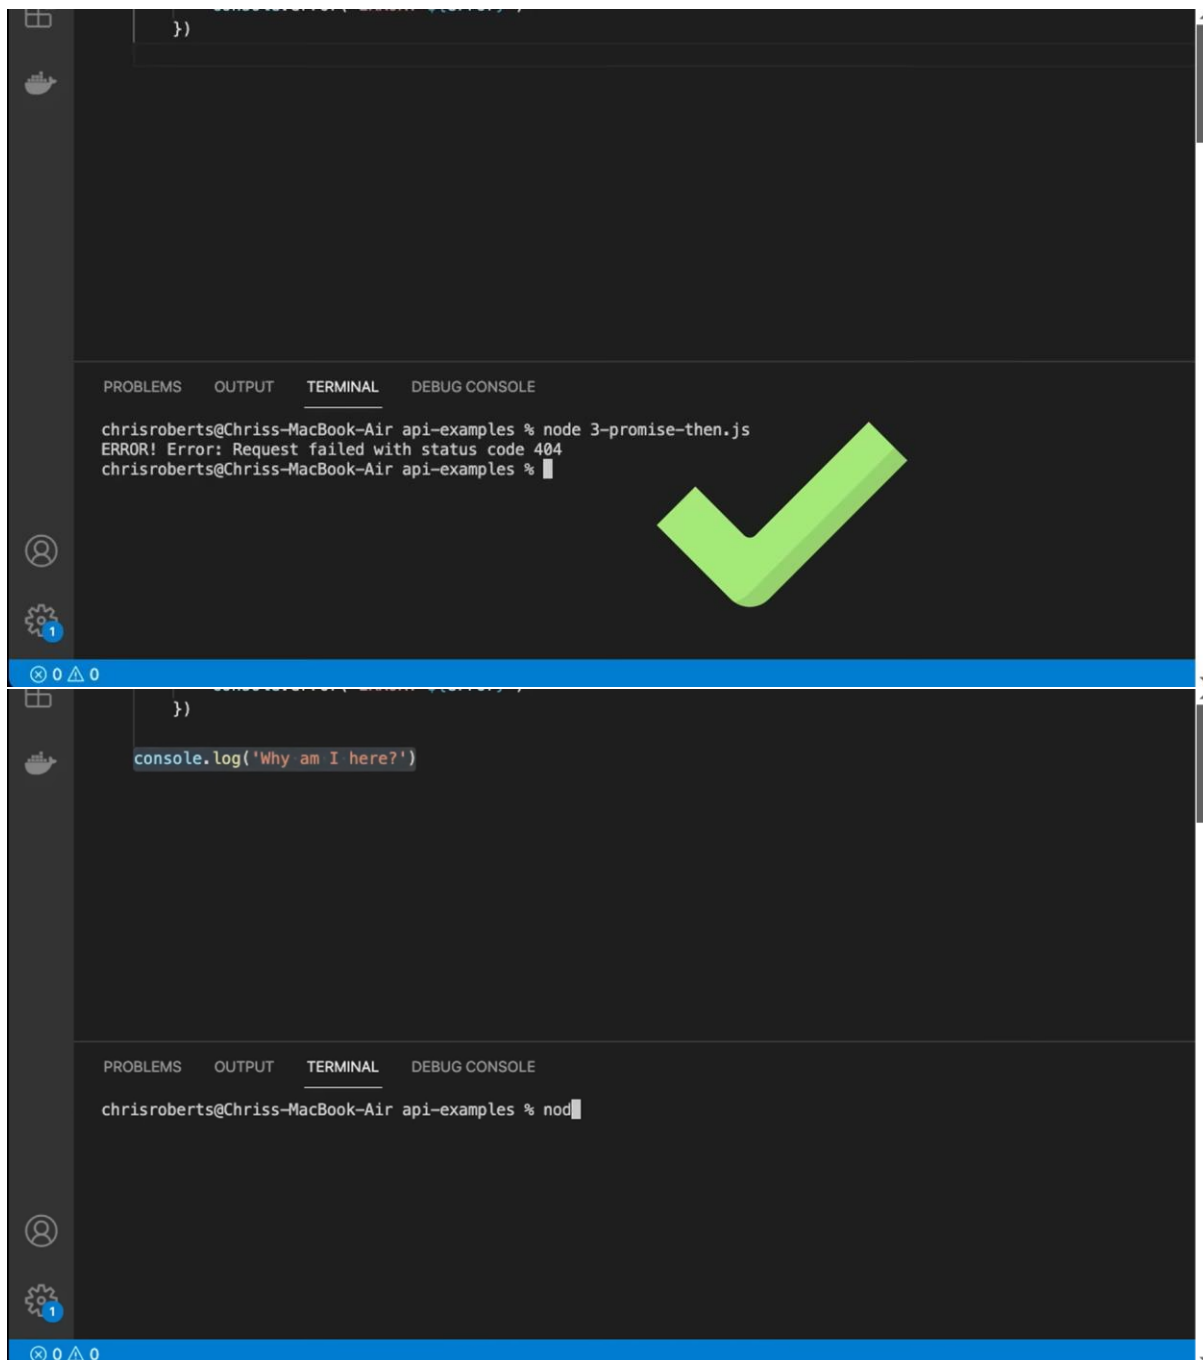 })
PROBLEMS OUTPUT TERMINAL DEBUG CONSOLE
chrisroberts@Chriss-MacBook-Air api-examples % node 3-promise-then.js
ERROR! Error: Request failed with status code 404
chrisroberts@Chriss-MacBook-Air api-examples %
1
0 0
})
console.log('Why am I here?')
PROBLEMS OUTPUT TERMINAL DEBUG CONSOLE
chrisroberts@Chriss-MacBook-Air api-examples % nod
1
0 0